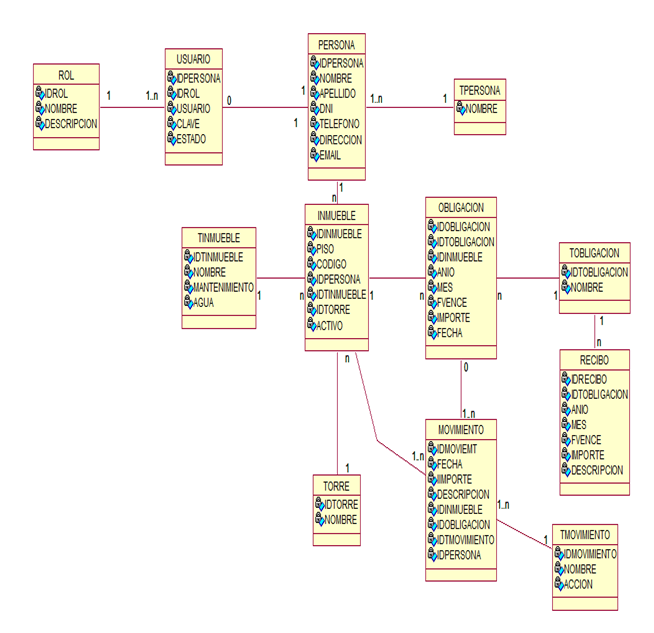 ROL
IDROL
NOMBRE
DESCRIPCION
1
1..n
USUARIO
IDPERSONA
IDROL
USUARIO
CLAVE
ESTADO
0
1
1
PERSONA
IDPERSONA
NOMBRE
APELLIDO
DNI
TELEFONO
DIRECCION
EMAIL
1..n
1
TPERSONA
NOMBRE
1
n
TINMUEBLE
IDTINMUEBLE
NOMBRE
MANTENIMIENTO
AGUA
1
n
INMUEBLE
IDINMUEBLE
PISO
CODIGO
IDPERSONA
IDTINMUEBLE
IDTORRE
ACTIVO
1
n
OBLIGACION
IDOBLIGACION
IDTOBLIGACION
IDINMUEBLE
ANIO
MES
FVENCE
IMPORTE
FECHA
n
1
TOBLIGACION
IDTOBLIGACION
NOMBRE
1
n
RECIBO
IDRECIBO
IDTOBLIGACION
ANIO
MES
FVENCE
IMPORTE
DESCRIPCION
n
1
TORRE
IDTORRE
NOMBRE
0
1..n
1..n
MOVIMIENTO
IDMOVIEMT
FECHA
IIMPORTE
DESCRIPCION
IDINMUEBLE
IDOBLIGACION
IDTMOVIMIENTO
IDPERSONA
1..n
1
TMOVIMIENTO
IDMOVIMIENTO
NOMBRE
ACCION